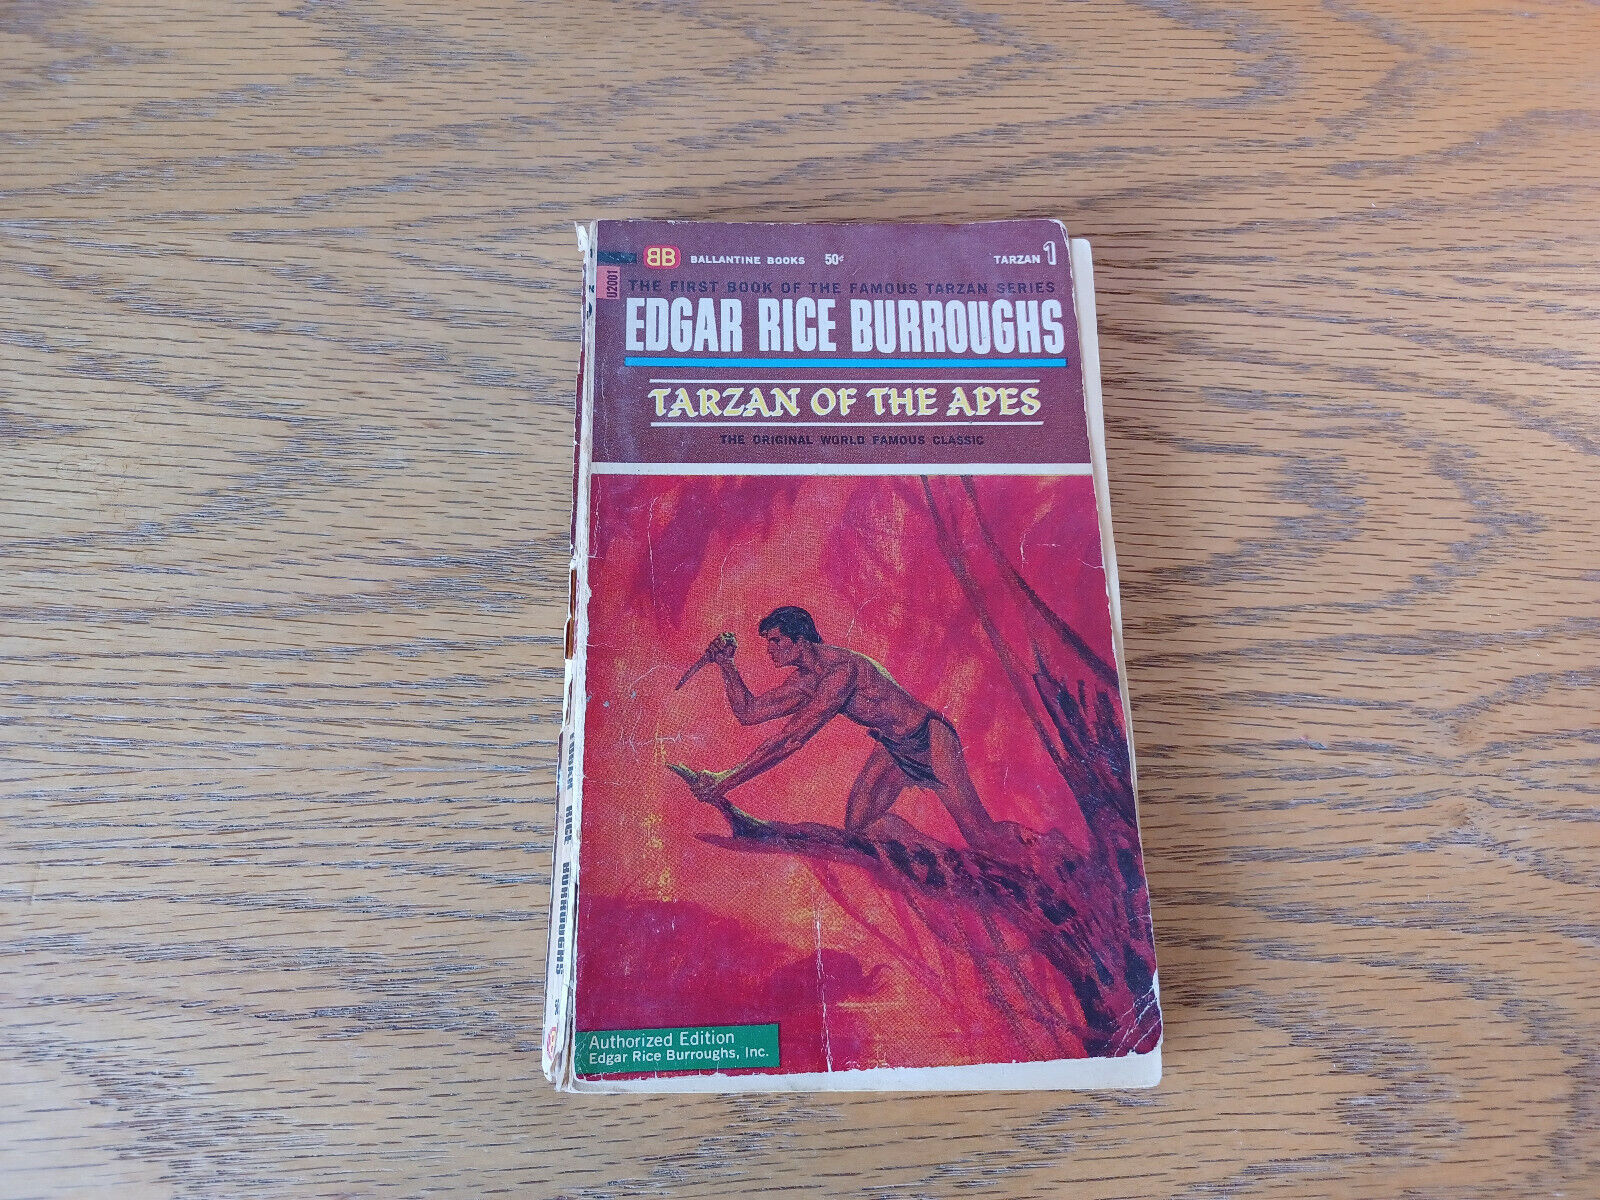 BB BALLANTINE BOOKS 50¢ TARZAN 1
U2001
THE FIRST BOOK OF THE FAMOUS TARZAN SERIES
EDGAR RICE BURROUGHS
TARZAN OF THE APES
THE ORIGINAL WORLD FAMOUS CLASSIC
Authorized Edition
Edgar Rice Burroughs, Inc.
EDGAR RICE BURROUGHS